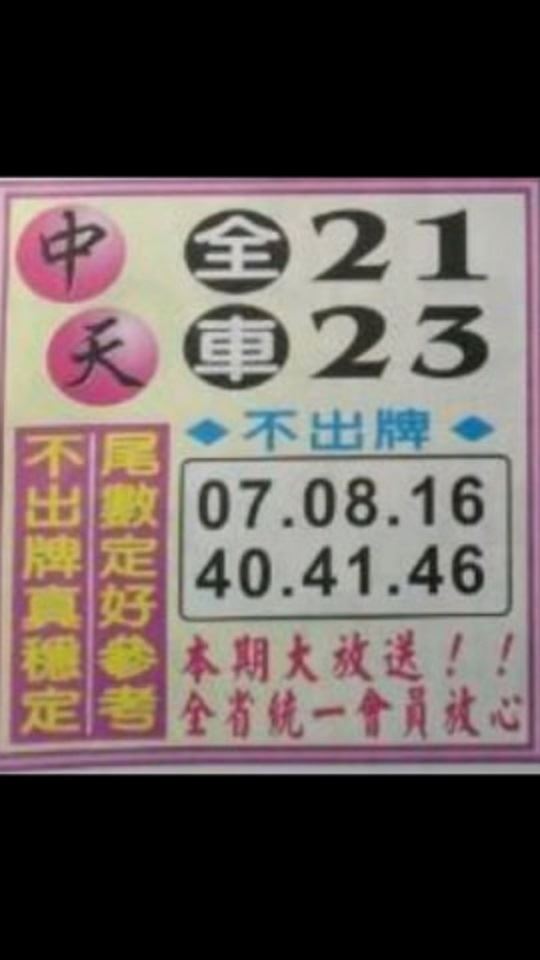 中天
全車
21
23
◆不出牌◆
07.08.16
40.41.46
尾數定好參考
不出牌真穩定
本期大放送！！
全省統一會員放心